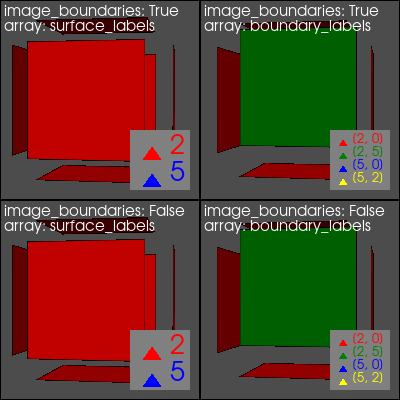 image_boundaries: True
array: surface_labels
2
5
image_boundaries: True
array: boundary_labels
(2, 0)
(2, 5)
(5, 0)
(5, 2)
image_boundaries: False
array: surface_labels
2
5
image_boundaries: False
array: boundary_labels
(2, 0)
(2, 5)
(5, 0)
(5, 2)